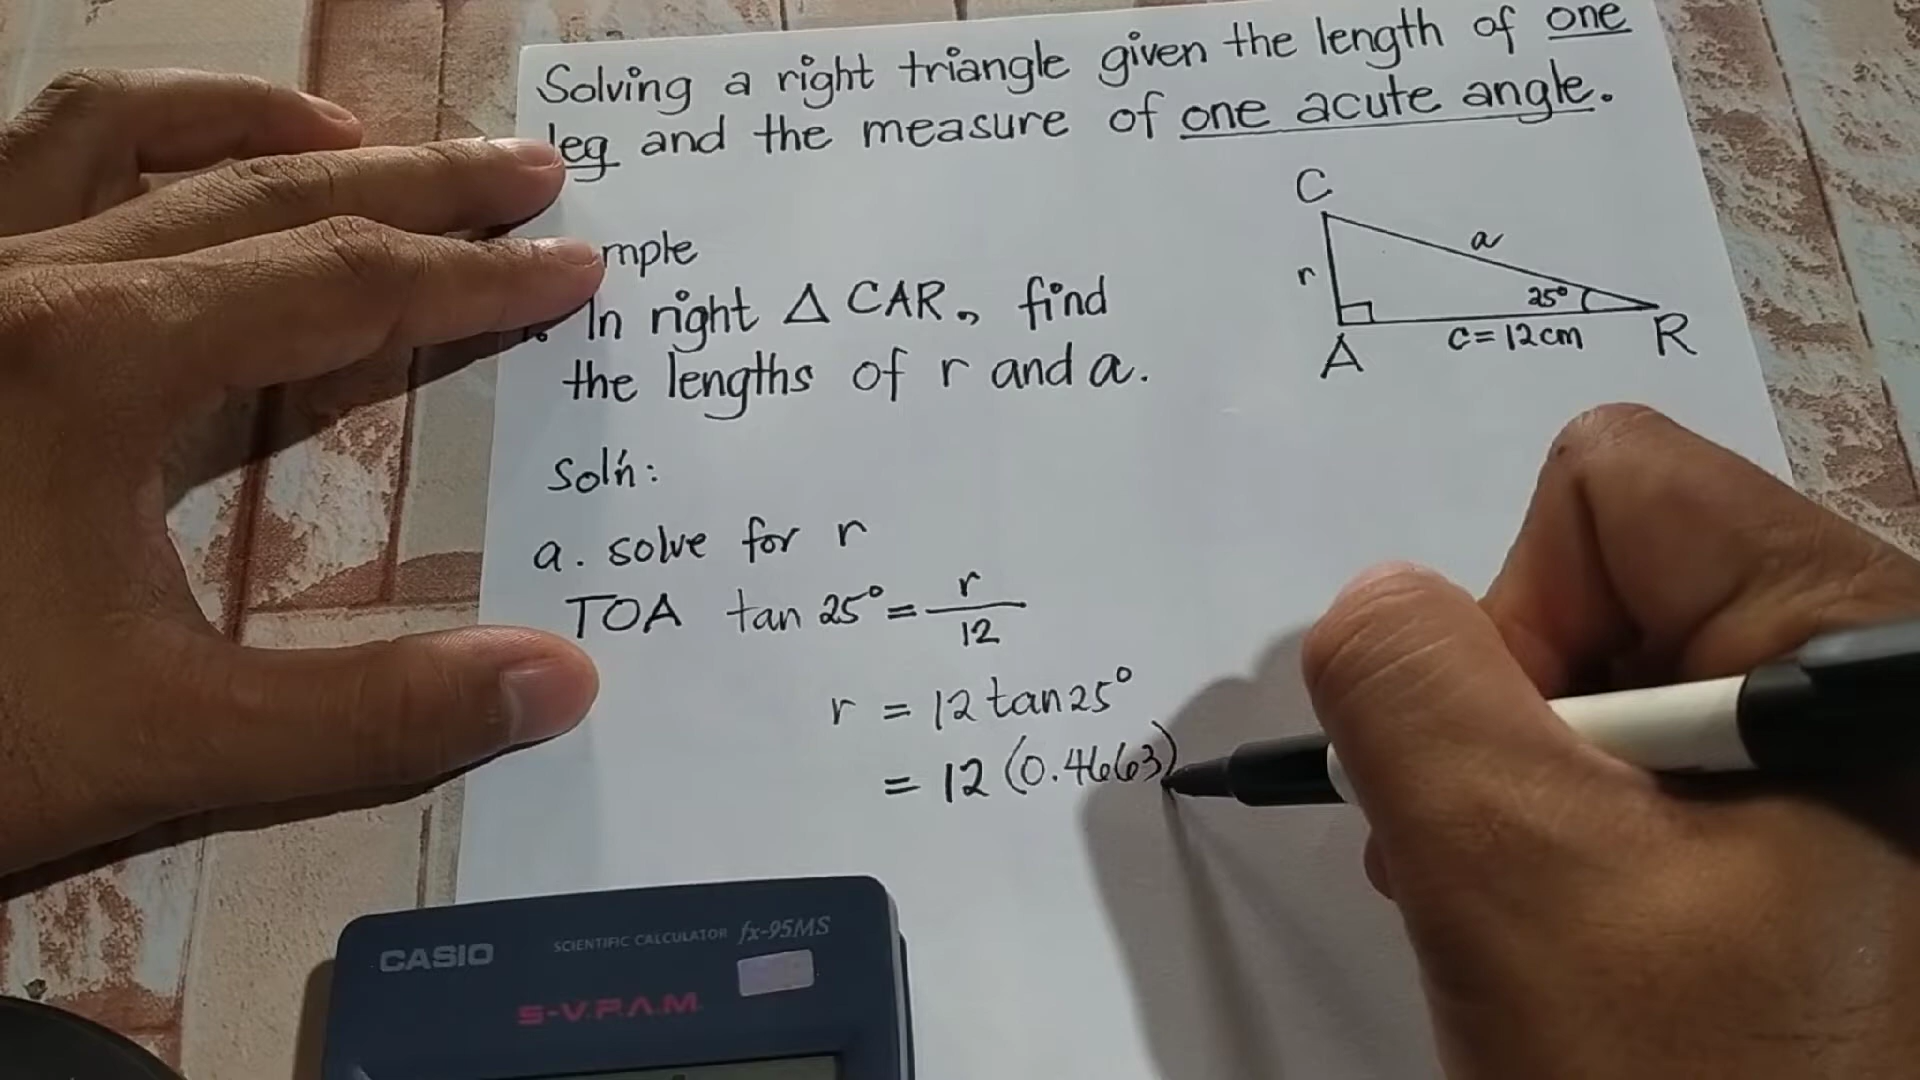 Solving a right triangle given the length of one
leg and the measure of one acute angle.
mple
In right △ CAR, find
the lengths of r and a.
C
a
r
25°
A
c = 12 cm
R
Sol'n:
a. solve for r
TOA tan 25° = r/12
r = 12 tan 25°
= 12 (0.4663)
CASIO
SCIENTIFIC CALCULATOR fx-95MS
S-V.P.A.M.